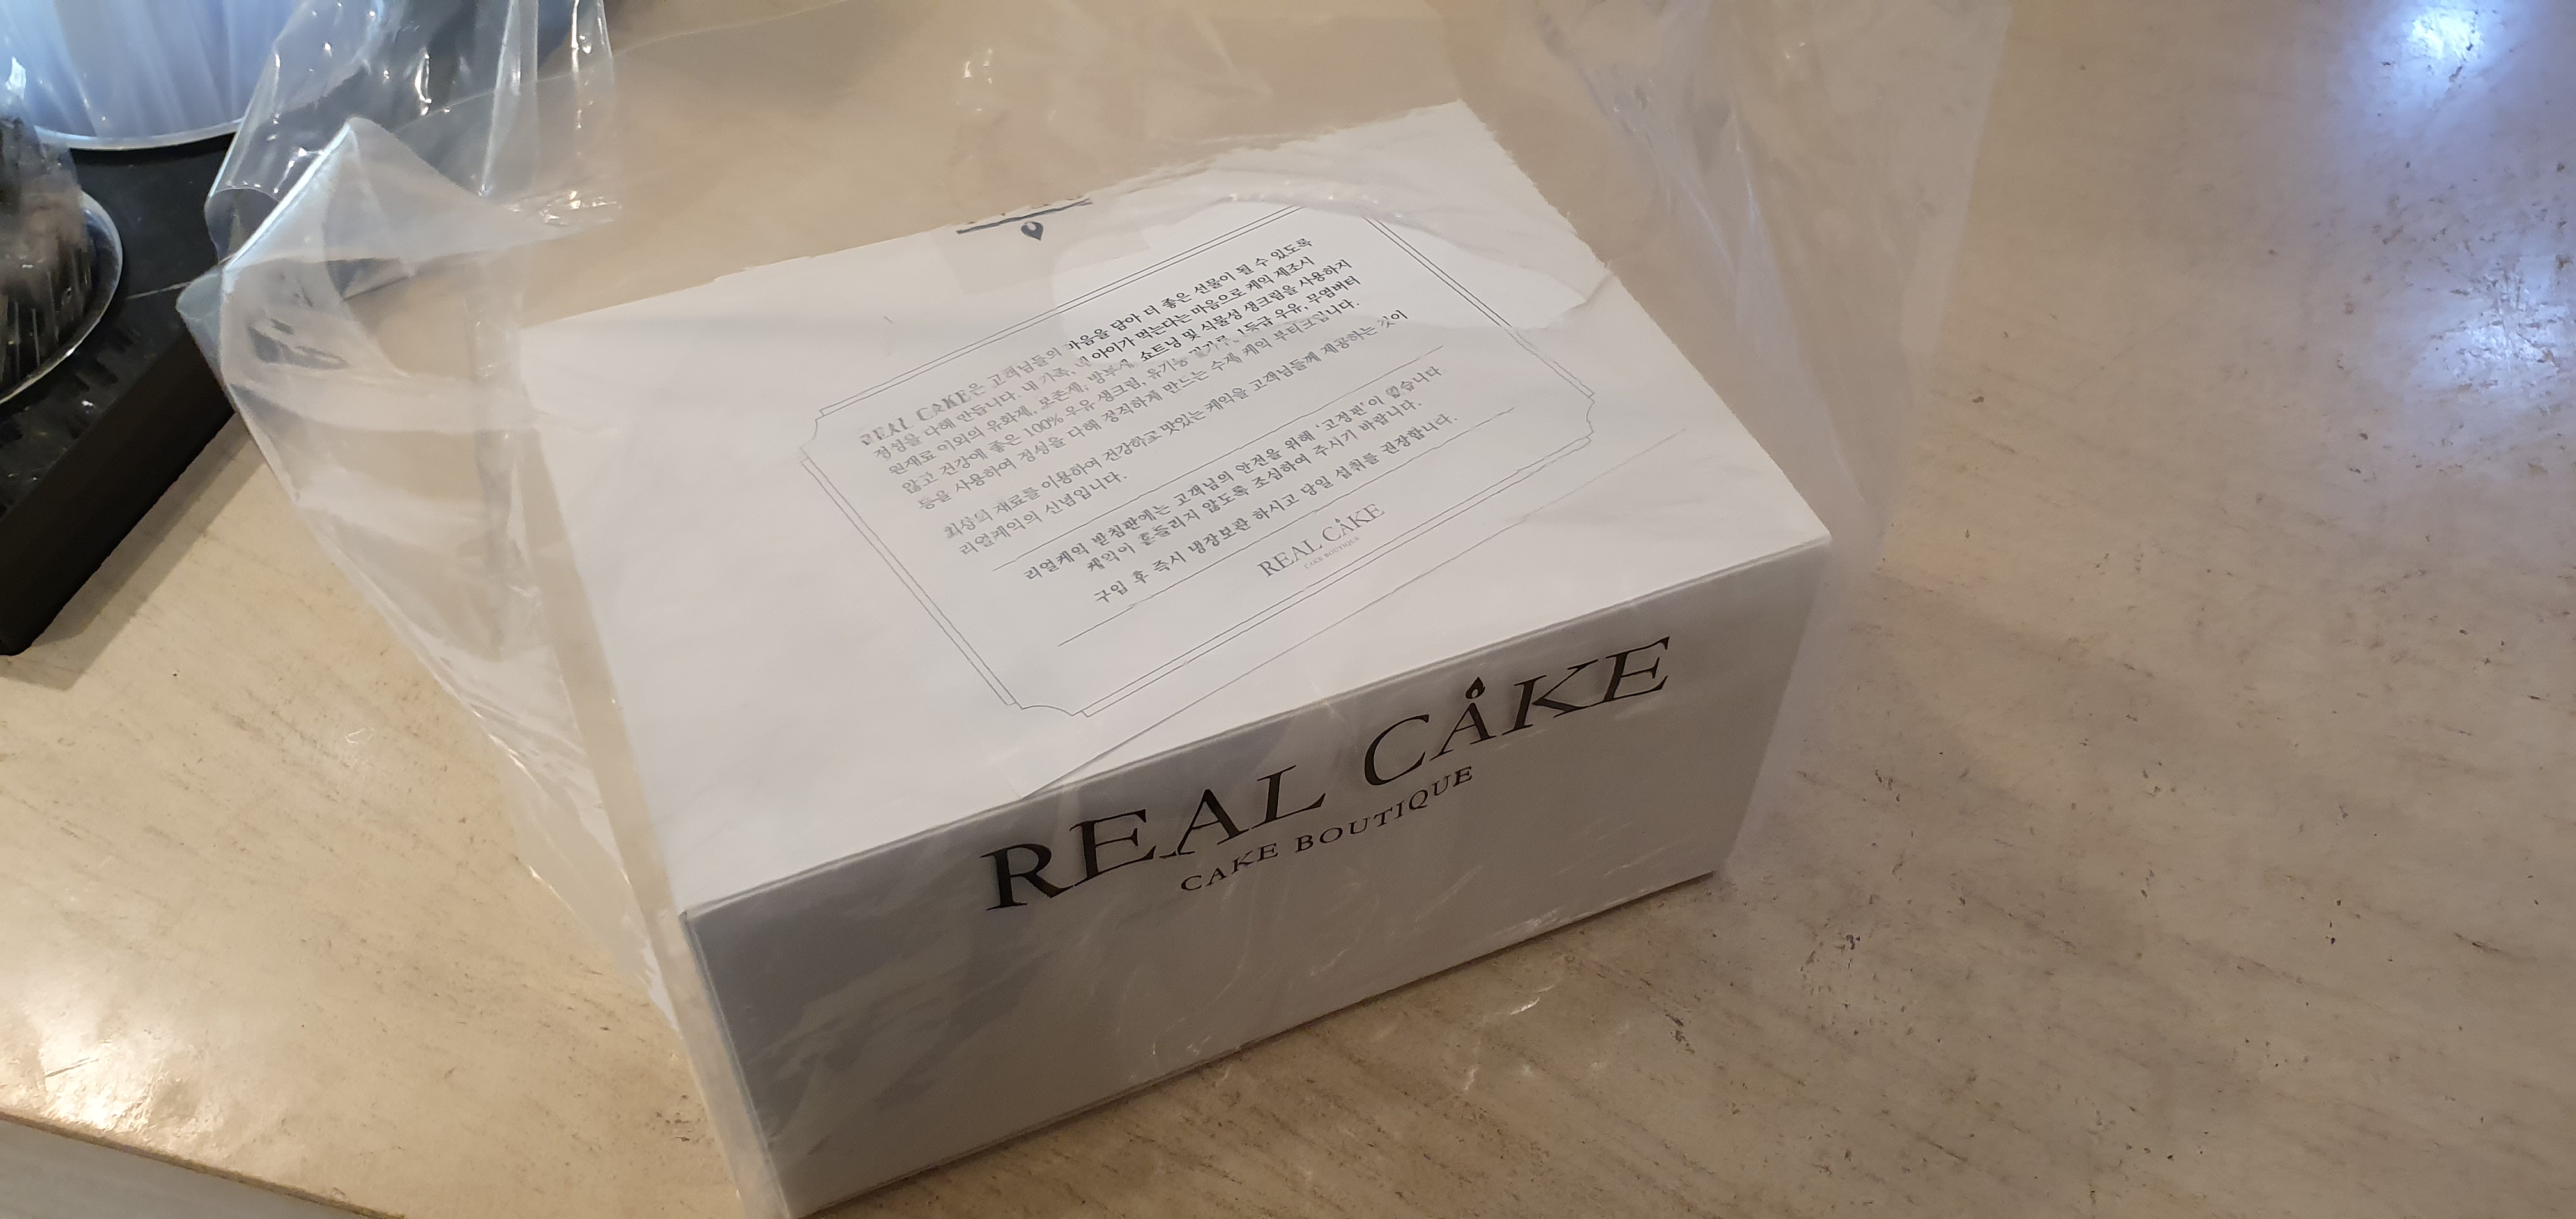 REAL CAKE은 고객님들의 마음을 담아 더 좋은 선물이 될 수 있도록
정성을 다해 만듭니다. 내 가족, 내 아이가 먹는다는 마음으로 케익 제조시
원재료 이외의 유화제, 보존제, 방부제, 쇼트닝 및 식물성 생크림을 사용하지
않고 건강에 좋은 100% 우유 생크림, 유기농 밀가루, 1등급 우유, 무염버터
등을 사용하여 정성을 다해 정직하게 만드는 수제 케익 부티크입니다.
최상의 재료를 이용하여 건강하고 맛있는 케익을 고객님들께 제공하는 것이
리얼케익의 신념입니다.
리얼케익 받침판에는 고객님의 안전을 위해 '고정핀'이 습니다
케익이 흔들리지 않도록 조심하여 주시기 바랍니다.
구입 후 즉시 냉장보관 하시고 당일 섭취를 권장합니다.
REAL CAKE
CAKE BOUTIQUE
REAL CAKE
CAKE BOUTIQUE